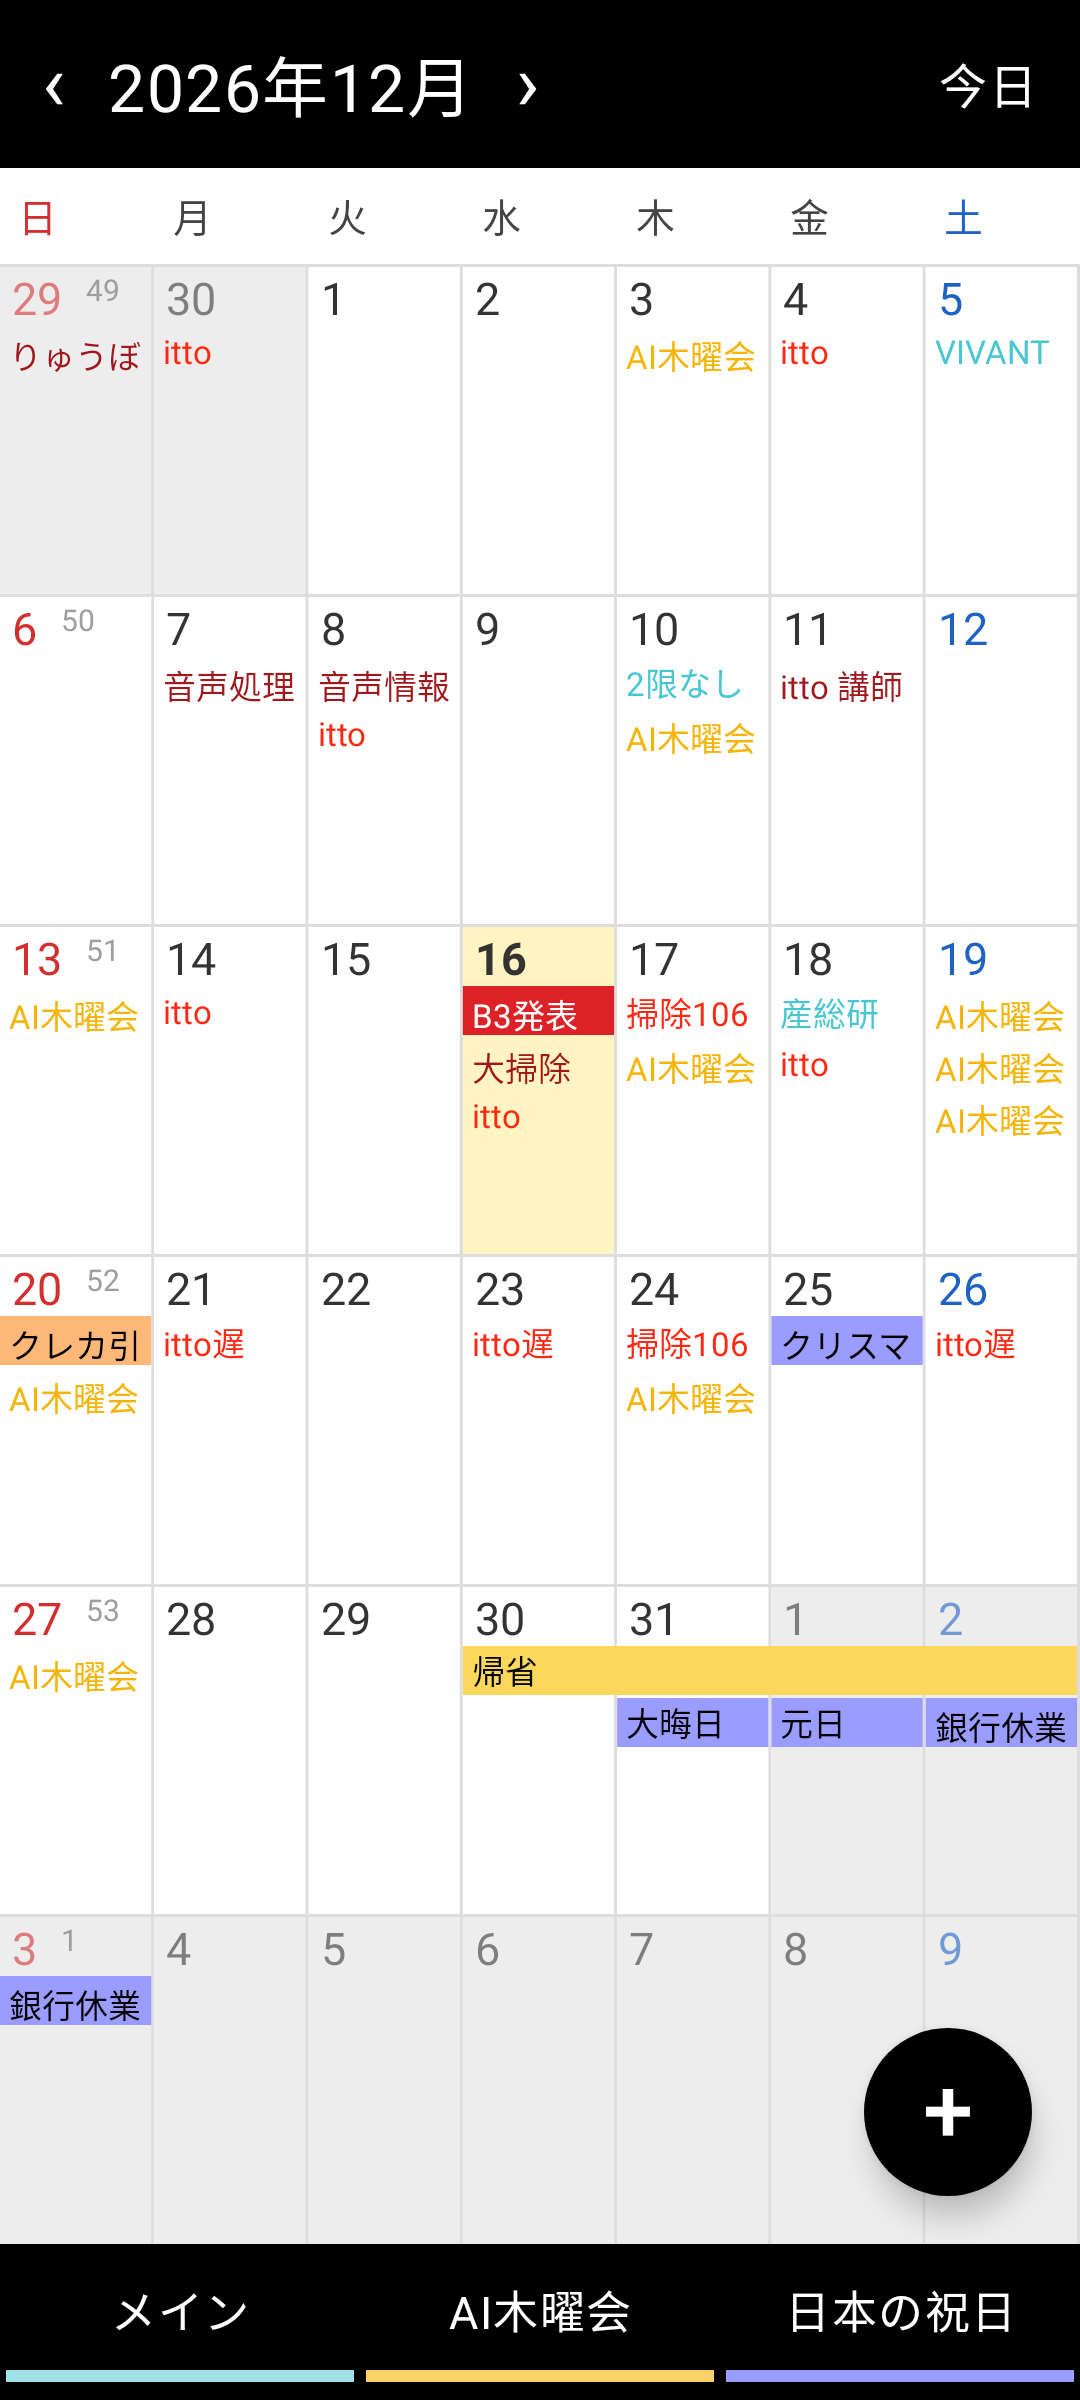 ‹ 2026年12月 › 今日
日 月 火 水 木 金 土
29 49 30 1 2 3 4 5
りゅうぼ itto AI木曜会 itto VIVANT
6 50 7 8 9 10 11 12
音声処理 音声情報 2限なし itto 講師
itto AI木曜会
13 51 14 15 16 17 18 19
AI木曜会 itto B3発表 掃除106 産総研 AI木曜会
大掃除 AI木曜会 itto AI木曜会
itto AI木曜会
20 52 21 22 23 24 25 26
クレカ引 itto遅 itto遅 掃除106 クリスマ itto遅
AI木曜会 AI木曜会
27 53 28 29 30 31 1 2
AI木曜会 帰省
大晦日 元日 銀行休業
3 1 4 5 6 7 8 9
銀行休業
+
メイン AI木曜会 日本の祝日